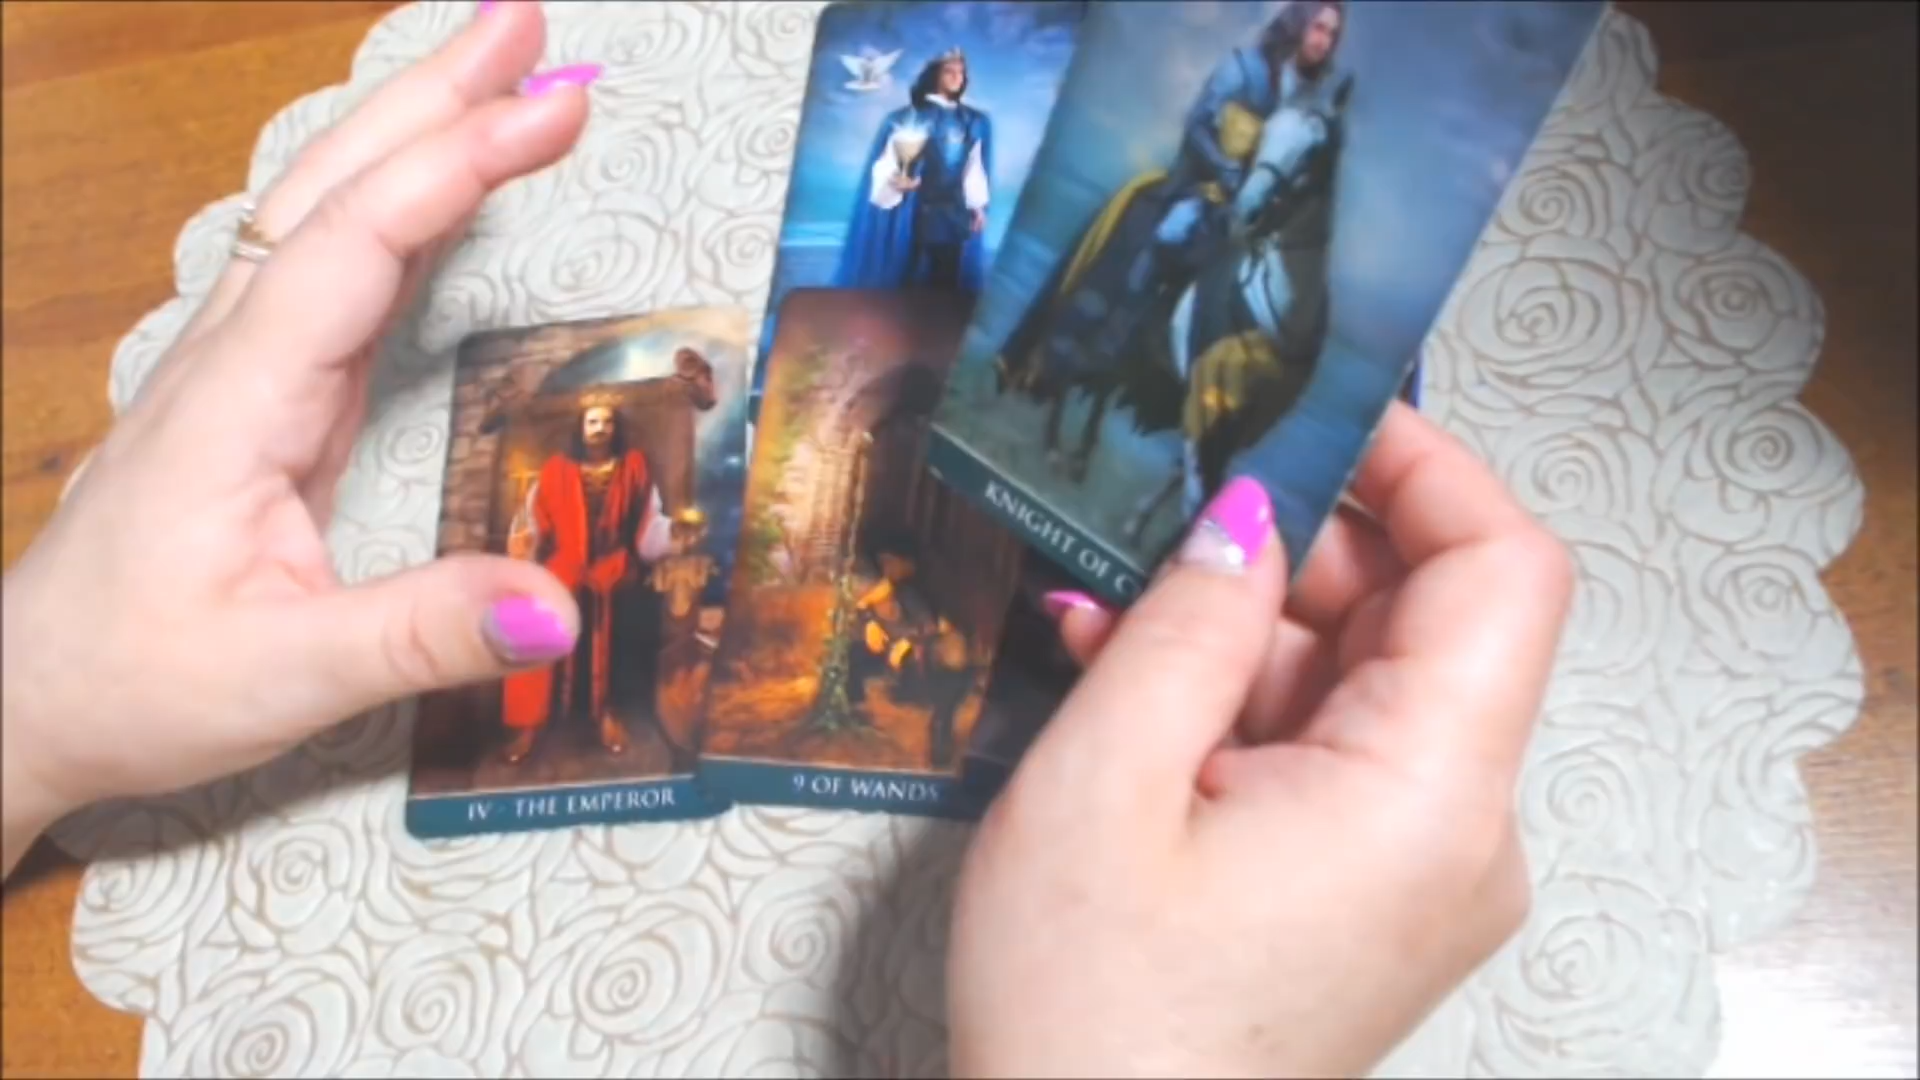 KNIGHT OF
IV - THE EMPEROR
9 OF WANDS